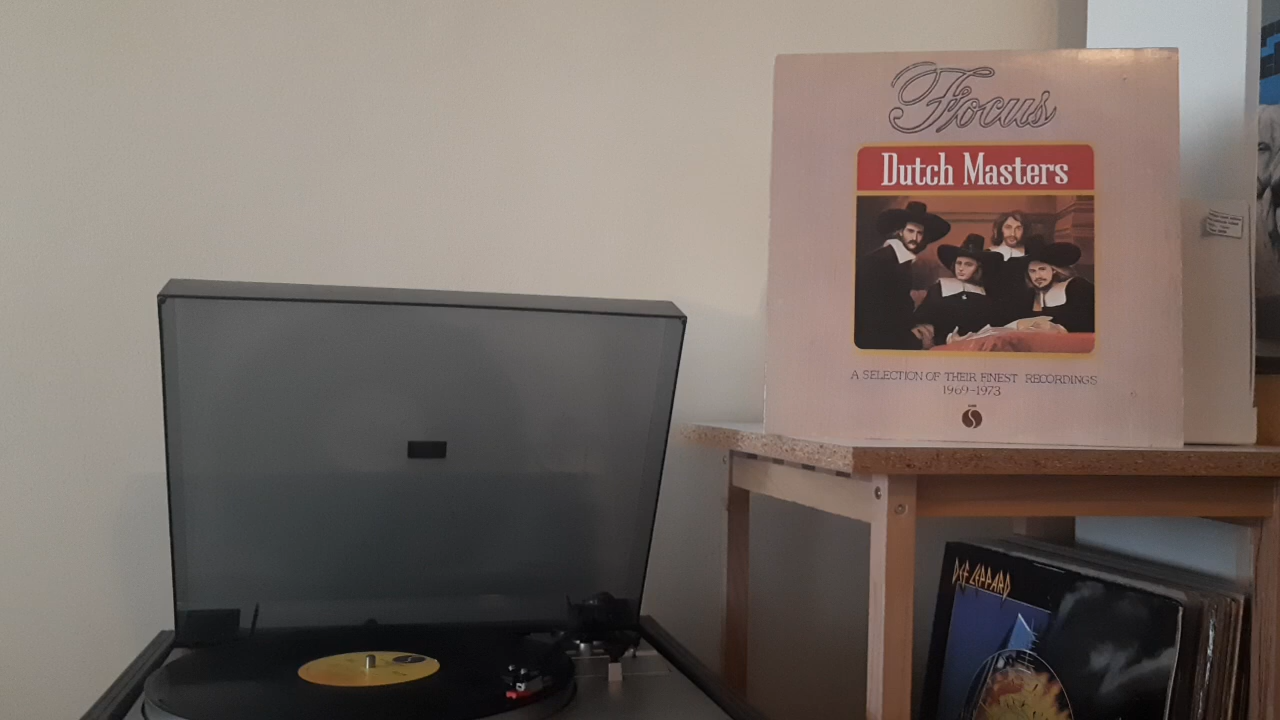 Focus
Dutch Masters
A SELECTION OF THEIR FINEST RECORDINGS
1969-1973
DEF LEPPARD